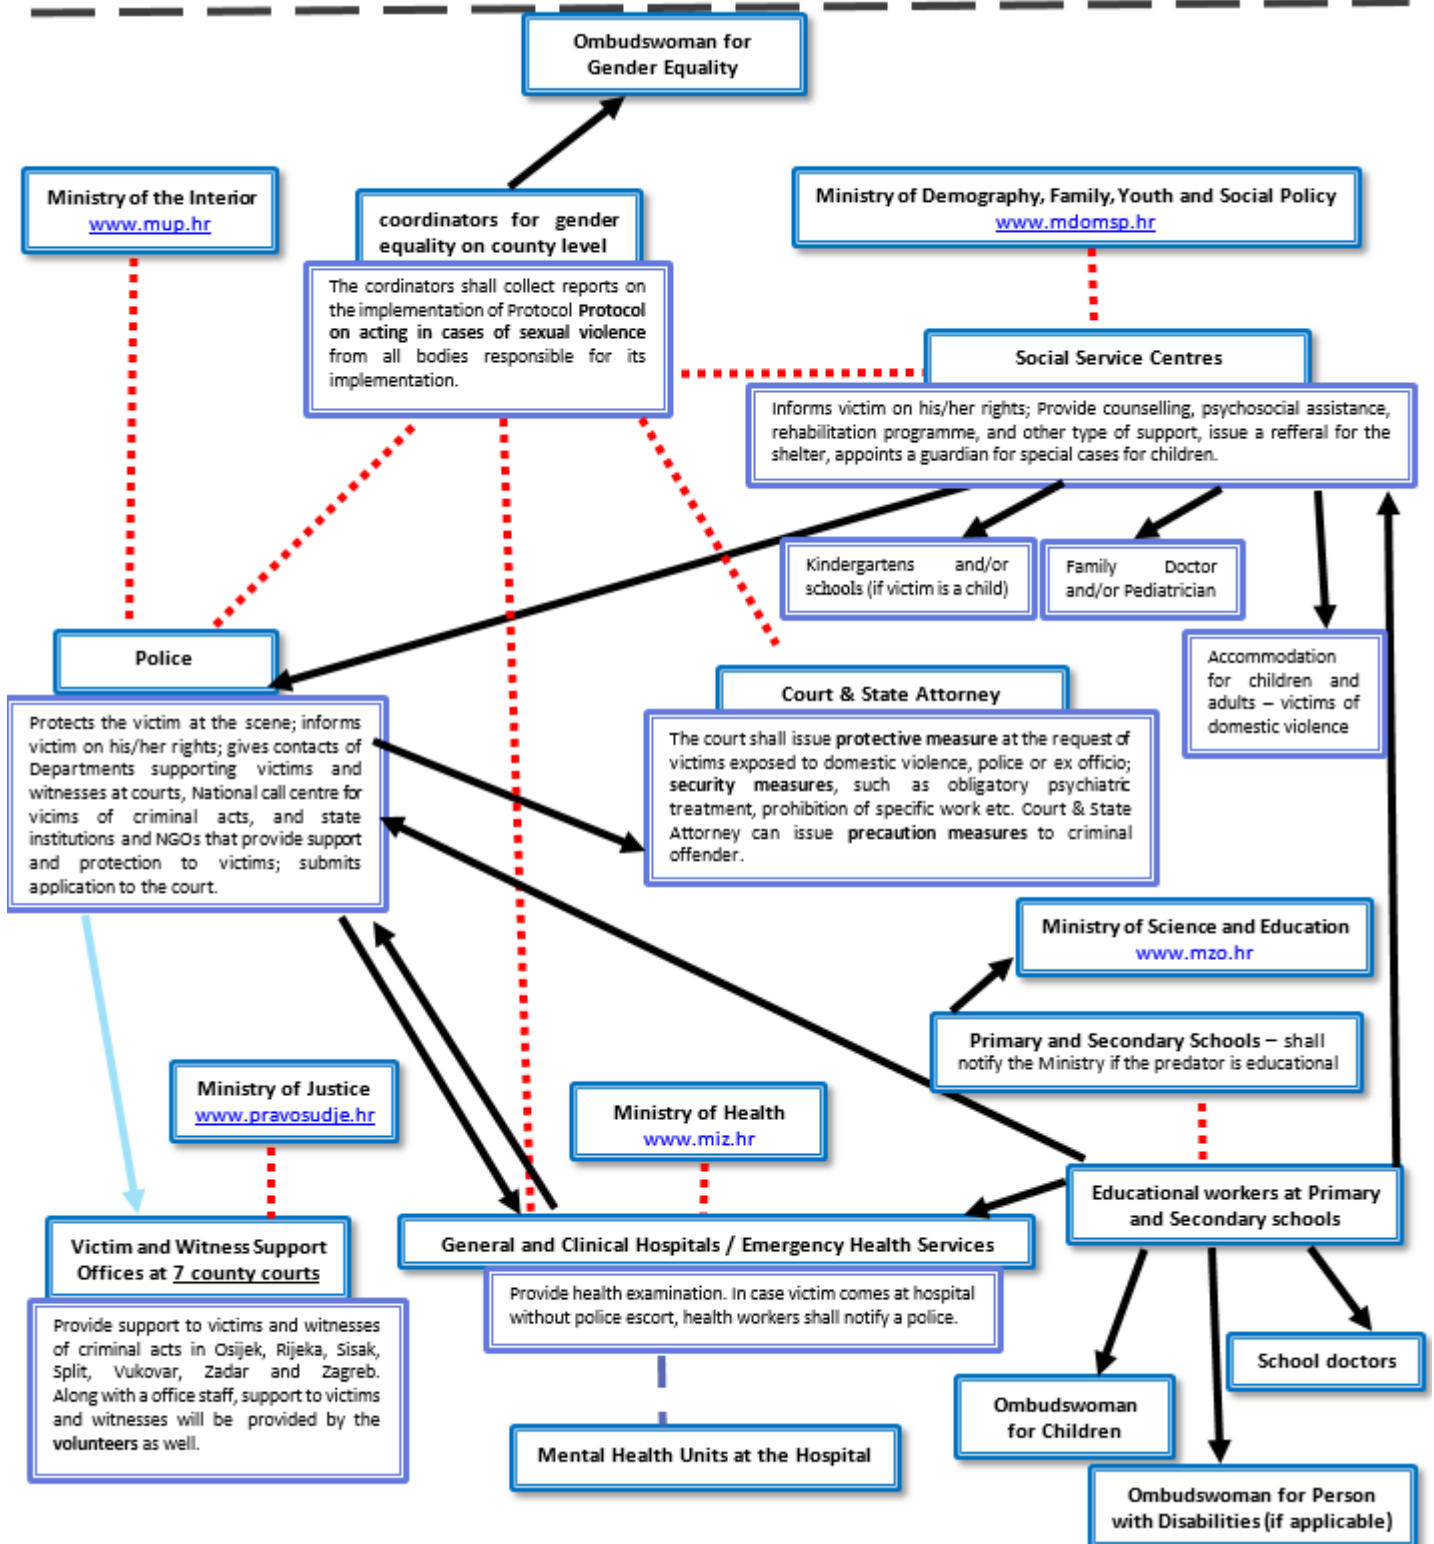 Ombudswoman for
Gender Equality
Ministry of the Interior
www.mup.hr
coordinators for gender
equality on county level
The cordinators shall collect reports on
the implementation of Protocol Protocol
on acting in cases of sexual violence
from all bodies responsible for its
implementation.
Ministry of Demography, Family, Youth and Social Policy
www.mdomsp.hr
Social Service Centres
Informs victim on his/her rights; Provide counselling, psychosocial assistance,
rehabilitation programme, and other type of support, issue a refferal for the
shelter, appoints a guardian for special cases for children.
Kindergartens and/or
schools (if victim is a child)
Family Doctor
and/or Pediatrician
Accommodation
for children and
adults – victims of
domestic violence
Police
Protects the victim at the scene; informs
victim on his/her rights; gives contacts of
Departments supporting victims and
witnesses at courts, National call centre for
vicims of criminal acts, and state
institutions and NGOs that provide support
and protection to victims; submits
application to the court.
Court & State Attorney
The court shall issue protective measure at the request of
victims exposed to domestic violence, police or ex officio;
security measures, such as obligatory psychiatric
treatment, prohibition of specific work etc. Court & State
Attorney can issue precaution measures to criminal
offender.
Ministry of Science and Education
www.mzo.hr
Primary and Secondary Schools – shall
notify the Ministry if the predator is educational
Ministry of Justice
www.pravosudje.hr
Ministry of Health
www.miz.hr
Educational workers at Primary
and Secondary schools
Victim and Witness Support
Offices at 7 county courts
Provide support to victims and witnesses
of criminal acts in Osijek, Rijeka, Sisak,
Split, Vukovar, Zadar and Zagreb.
Along with a office staff, support to victims
and witnesses will be provided by the
volunteers as well.
General and Clinical Hospitals / Emergency Health Services
Provide health examination. In case victim comes at hospital
without police escort, health workers shall notify a police.
Mental Health Units at the Hospital
School doctors
Ombudswoman
for Children
Ombudswoman for Person
with Disabilities (if applicable)